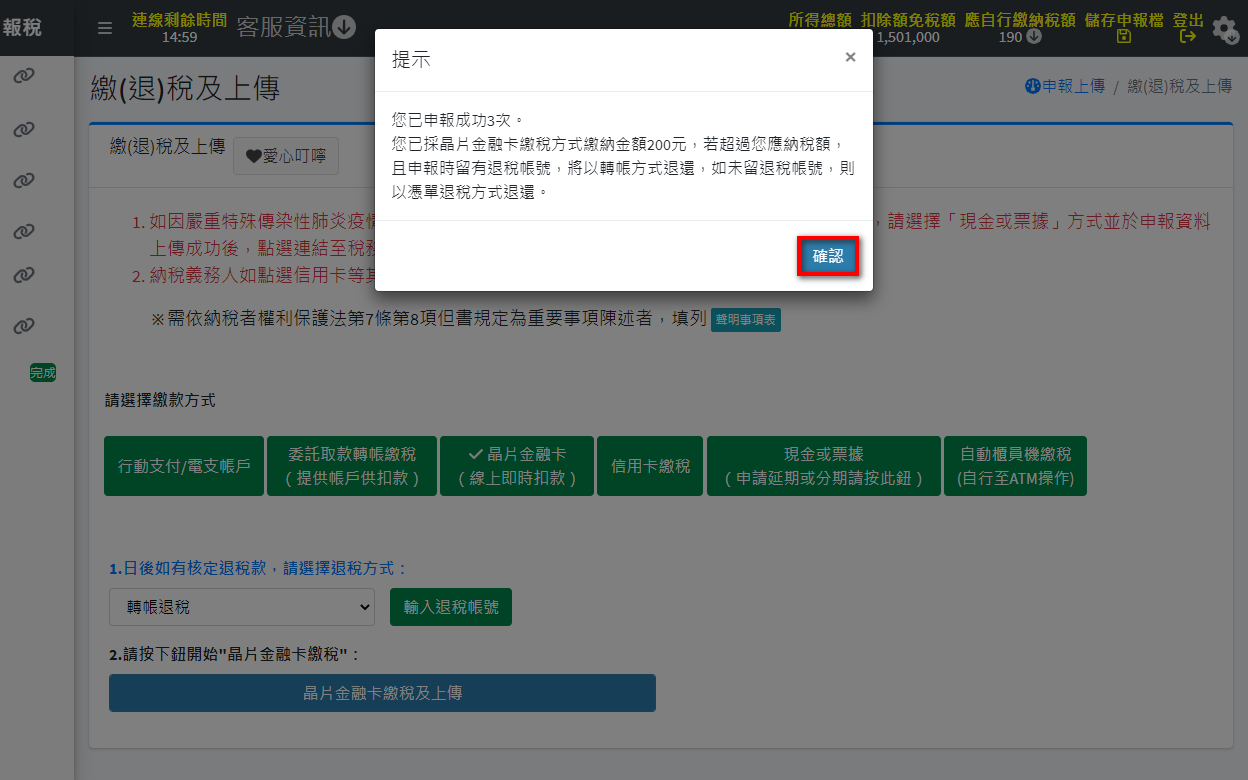 報稅
連線剩餘時間
14:59
客服資訊
所得總額 扣除額免稅額 應自行繳納稅額 儲存申報檔 登出
1,501,000
190
繳(退)稅及上傳
申報上傳 / 繳(退)稅及上傳
提示
×
您已申報成功3次。
您已採晶片金融卡繳稅方式繳納金額200元，若超過您應納稅額，
且申報時留有退稅帳號，將以轉帳方式退還，如未留退稅帳號，則
以憑單退稅方式退還。
確認
繳(退)稅及上傳
愛心叮嚀
1. 如因嚴重特殊傳染性肺炎疫
，請選擇「現金或票據」方式並於申報資料
上傳成功後，點選連結至稅
2. 納稅義務人如點選信用卡等
※需依納稅者權利保護法第7條第8項但書規定為重要事項陳述者，填列 聲明事項表
完成
請選擇繳款方式
行動支付/電支帳戶
委託取款轉帳繳稅
( 提供帳戶供扣款 )
晶片金融卡
( 線上即時扣款 )
信用卡繳稅
現金或票據
( 申請延期或分期請按此鈕 )
自動櫃員機繳稅
(自行至ATM操作)
1.日後如有核定退稅款，請選擇退稅方式：
轉帳退稅
輸入退稅帳號
2.請按下鈕開始"晶片金融卡繳稅"：
晶片金融卡繳稅及上傳